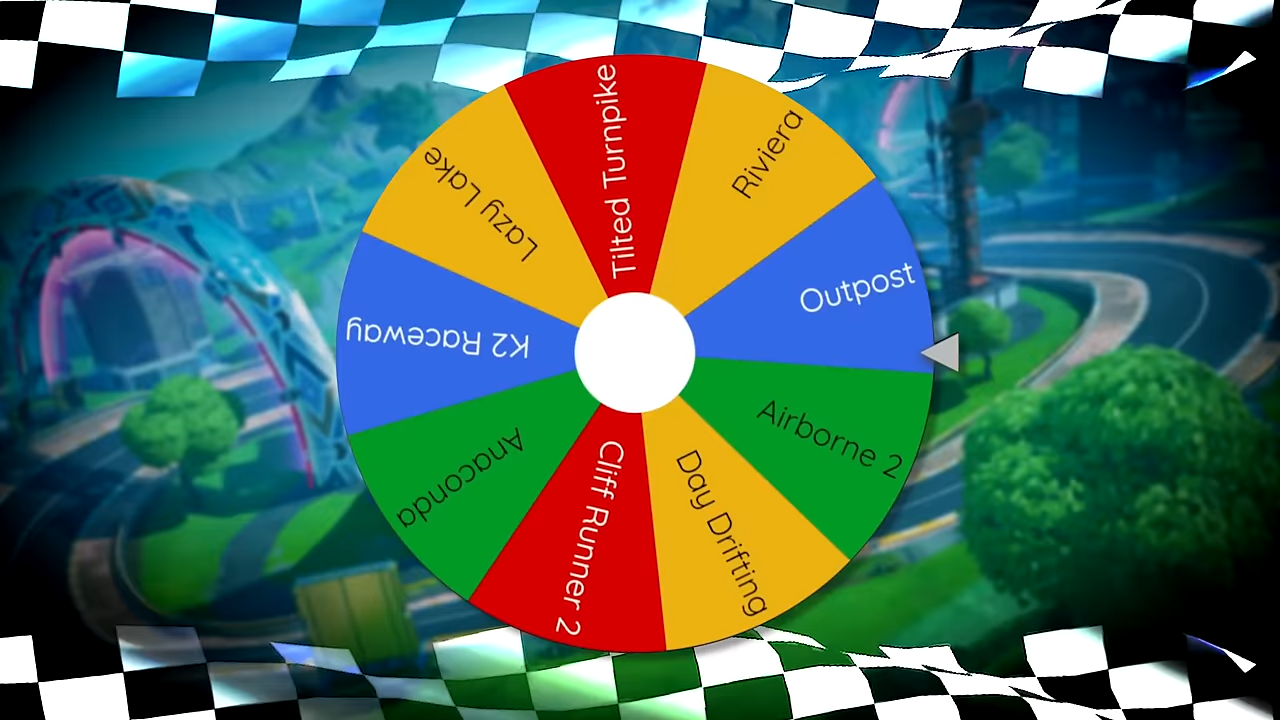 Tilted Turnpike
Riviera
Outpost
Airborne 2
Day Drifting
Cliff Runner 2
Anaconda
K2 Raceway
Lazy Lake